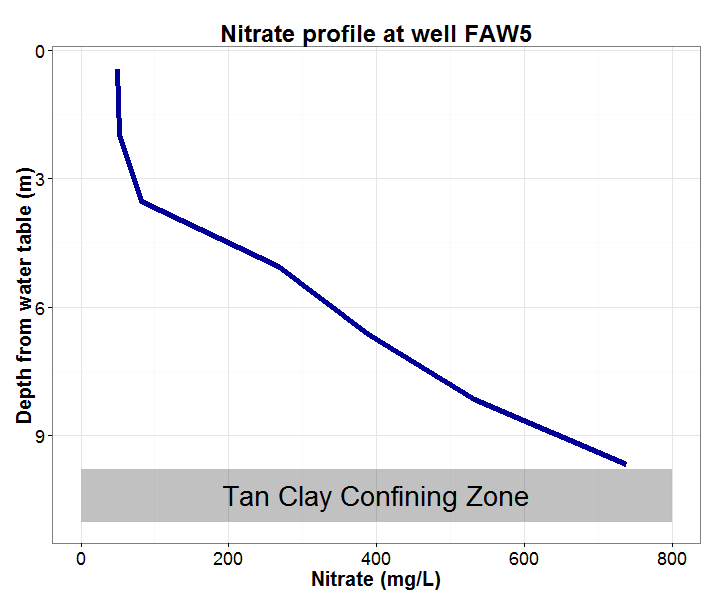 Nitrate profile at well FAW5
Depth from water table (m)
0
3
6
9
Tan Clay Confining Zone
0
200
400
600
800
Nitrate (mg/L)